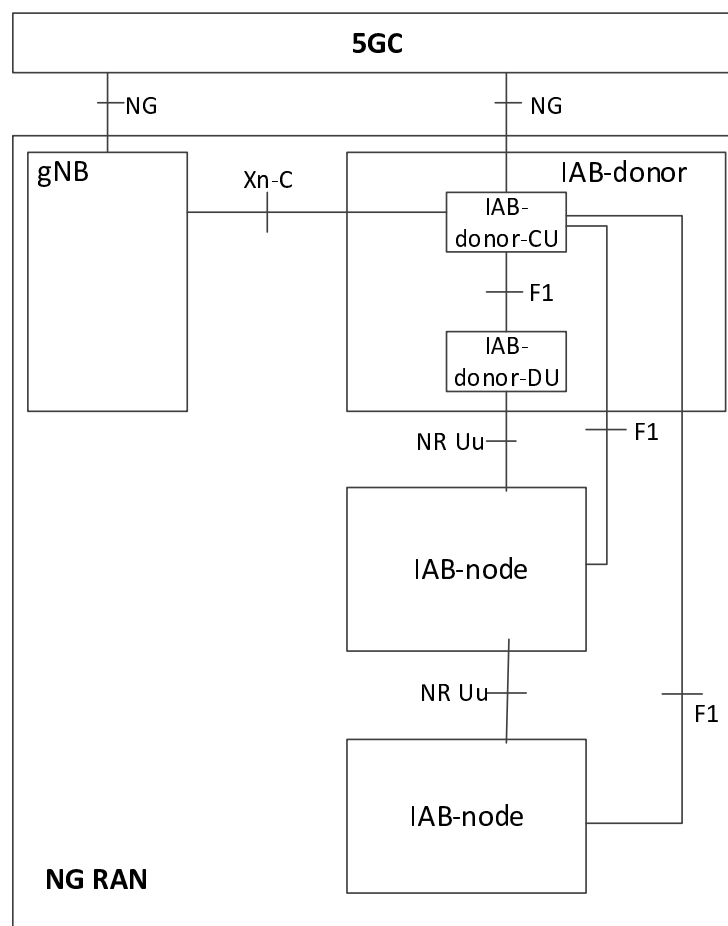 5GC
NG
NG
gNB
Xn-C
IAB-donor
IAB-
donor-CU
F1
IAB-
donor-DU
NR Uu
F1
IAB-node
NR Uu
F1
IAB-node
NG RAN